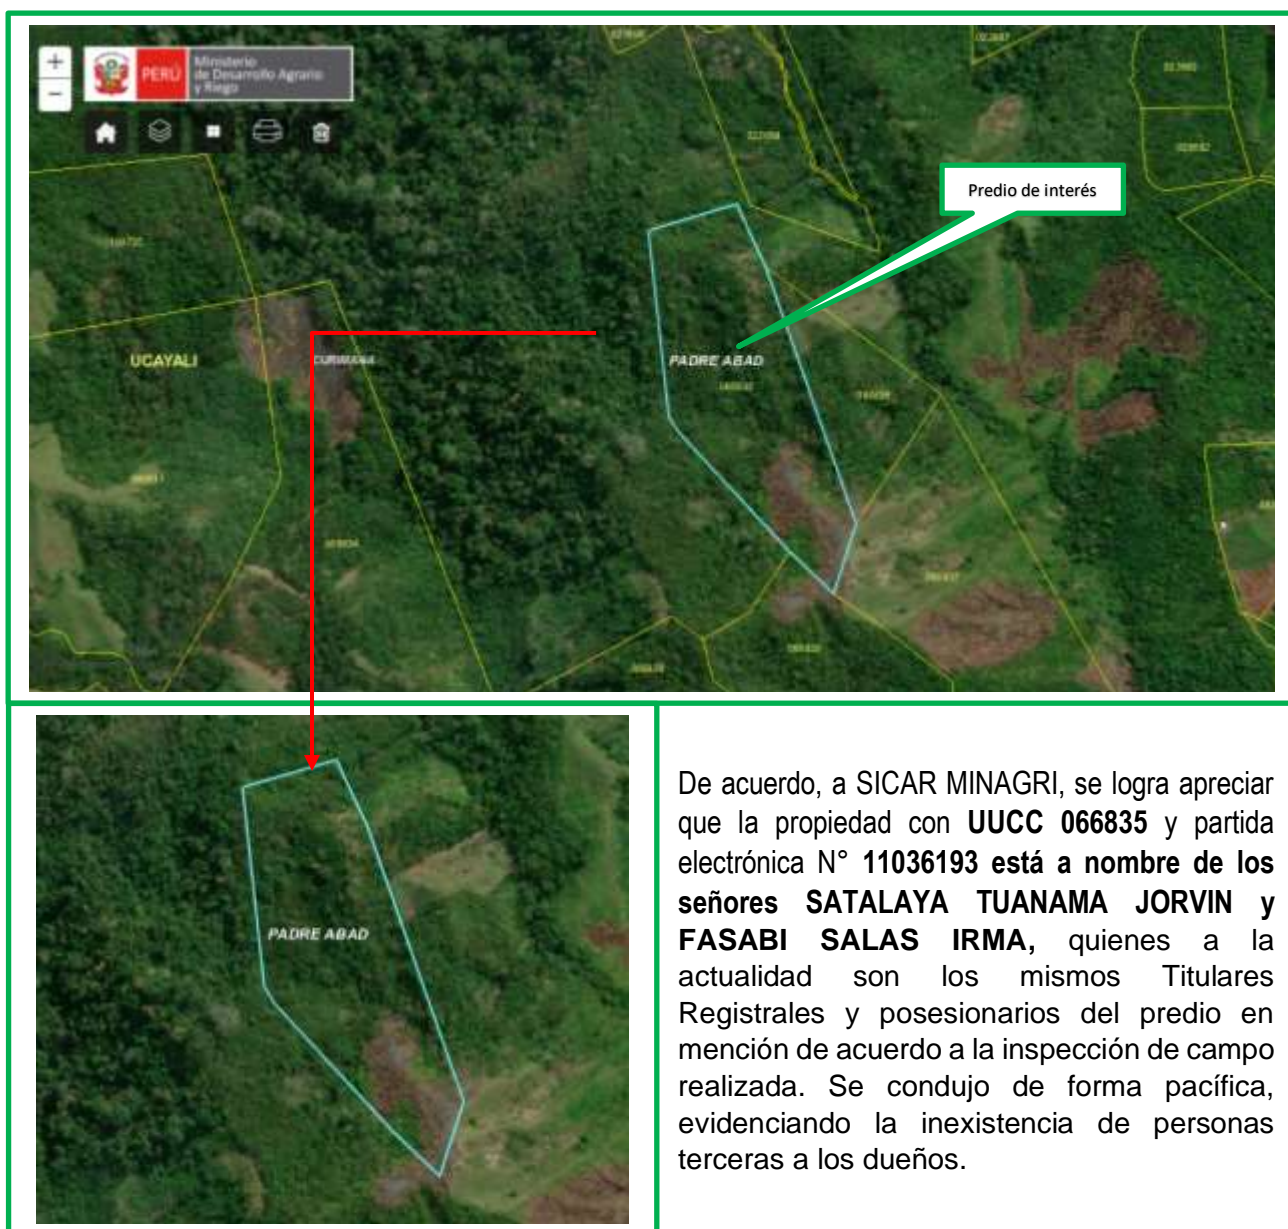 +
PERÚ
Ministerio
de Desarrollo Agrario
y Riego
−
Predio de interés
UCAYALI
CURIMANA
PADRE ABAD
PADRE ABAD
De acuerdo, a SICAR MINAGRI, se logra apreciar
que la propiedad con UUCC 066835 y partida
electrónica N° 11036193 está a nombre de los
señores SATALAYA TUANAMA JORVIN y
FASABI SALAS IRMA, quienes a la
actualidad son los mismos Titulares
Registrales y posesionarios del predio en
mención de acuerdo a la inspección de campo
realizada. Se condujo de forma pacífica,
evidenciando la inexistencia de personas
terceras a los dueños.